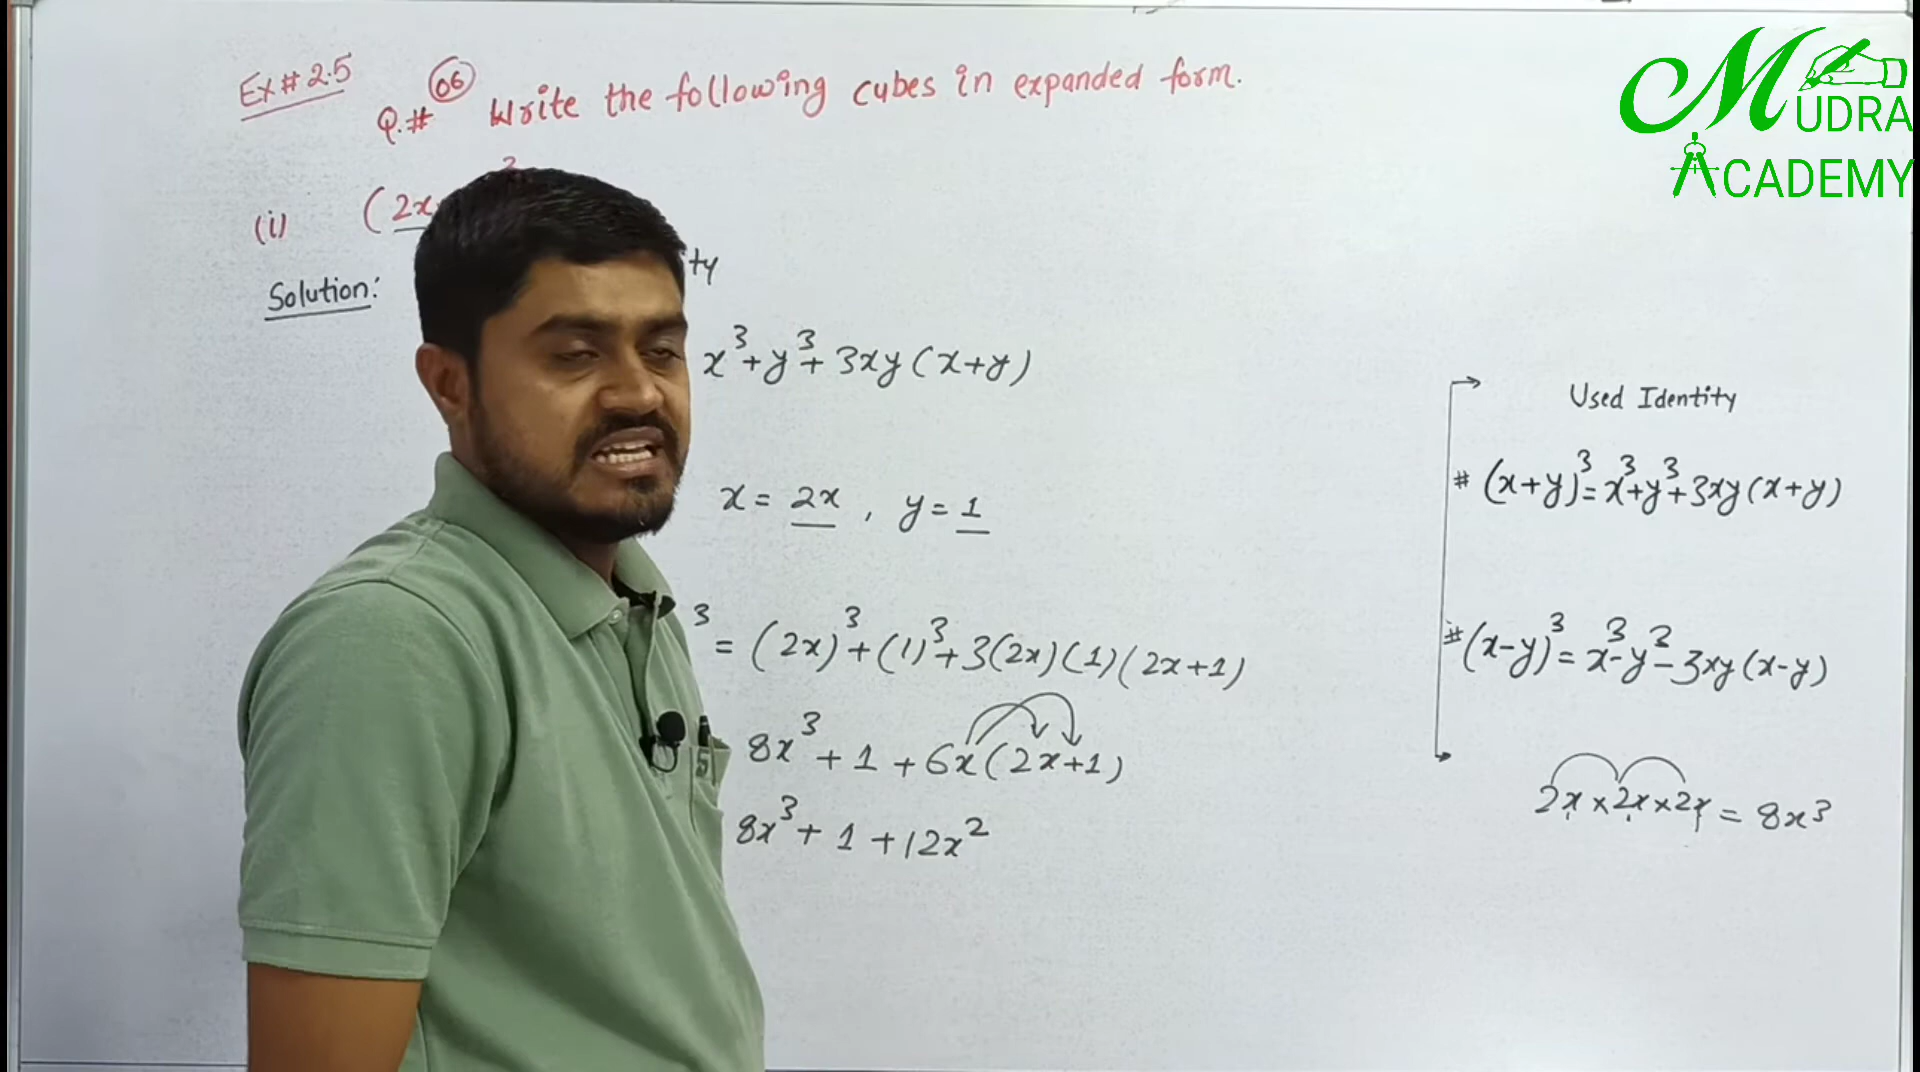 Ex # 2.5
Q.# 06 Write the following cubes in expanded form.
(i) (2x
Solution:
ty
x³+y³+3xy(x+y)
x = 2x , y = 1
³ = (2x)³+(1)³+3(2x)(1)(2x+1)
8x³ + 1 + 6x(2x+1)
8x³ + 1 + 12x²
Used Identity
# (x+y)³ = x³+y³+3xy(x+y)
# (x-y)³ = x³-y³-3xy(x-y)
2x × 2x × 2x = 8x³
MUDRA
ACADEMY